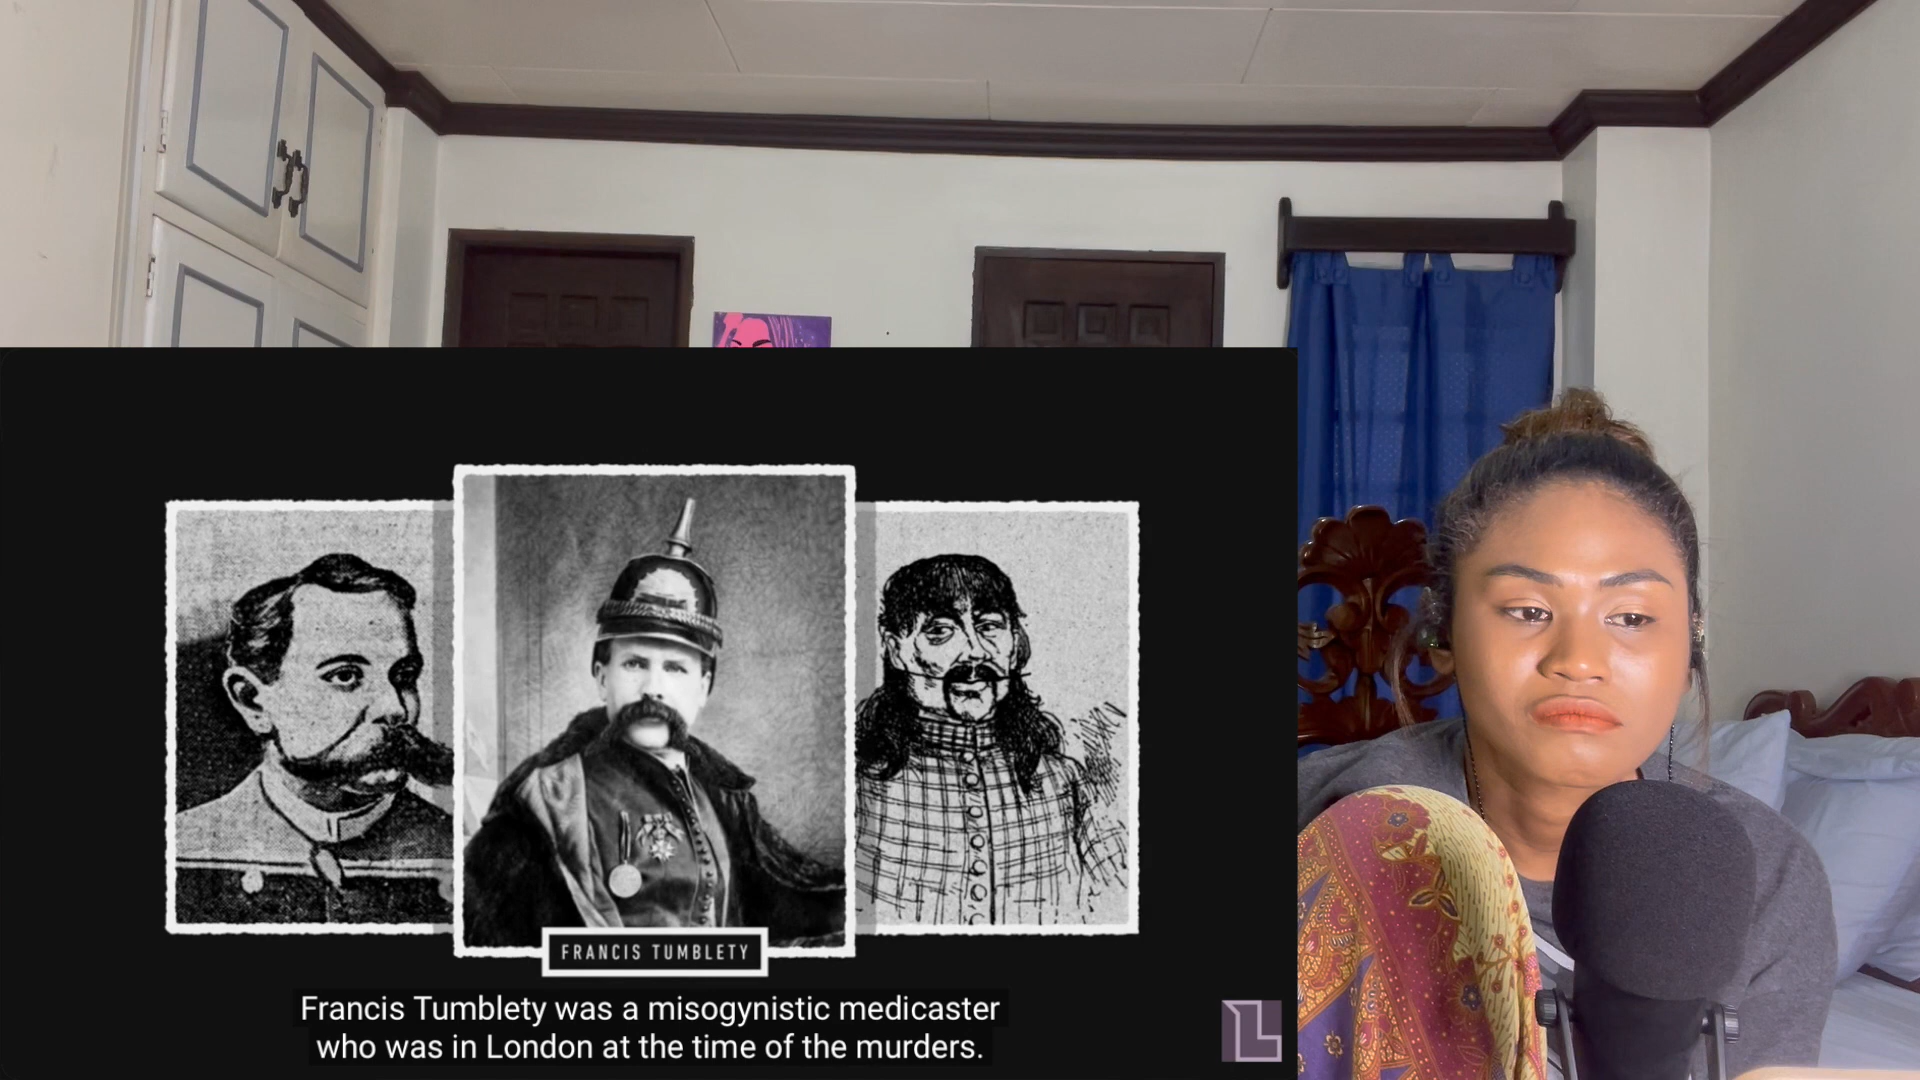 FRANCIS TUMBLETY
Francis Tumblety was a misogynistic medicaster
who was in London at the time of the murders.